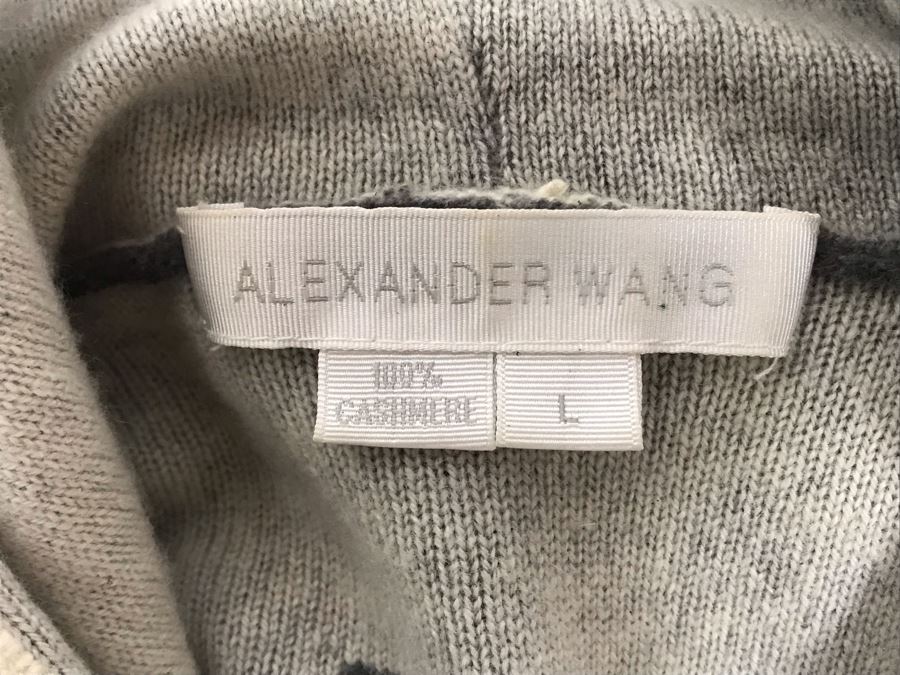 ALEXANDER WANG
100%
CASHMERE
L